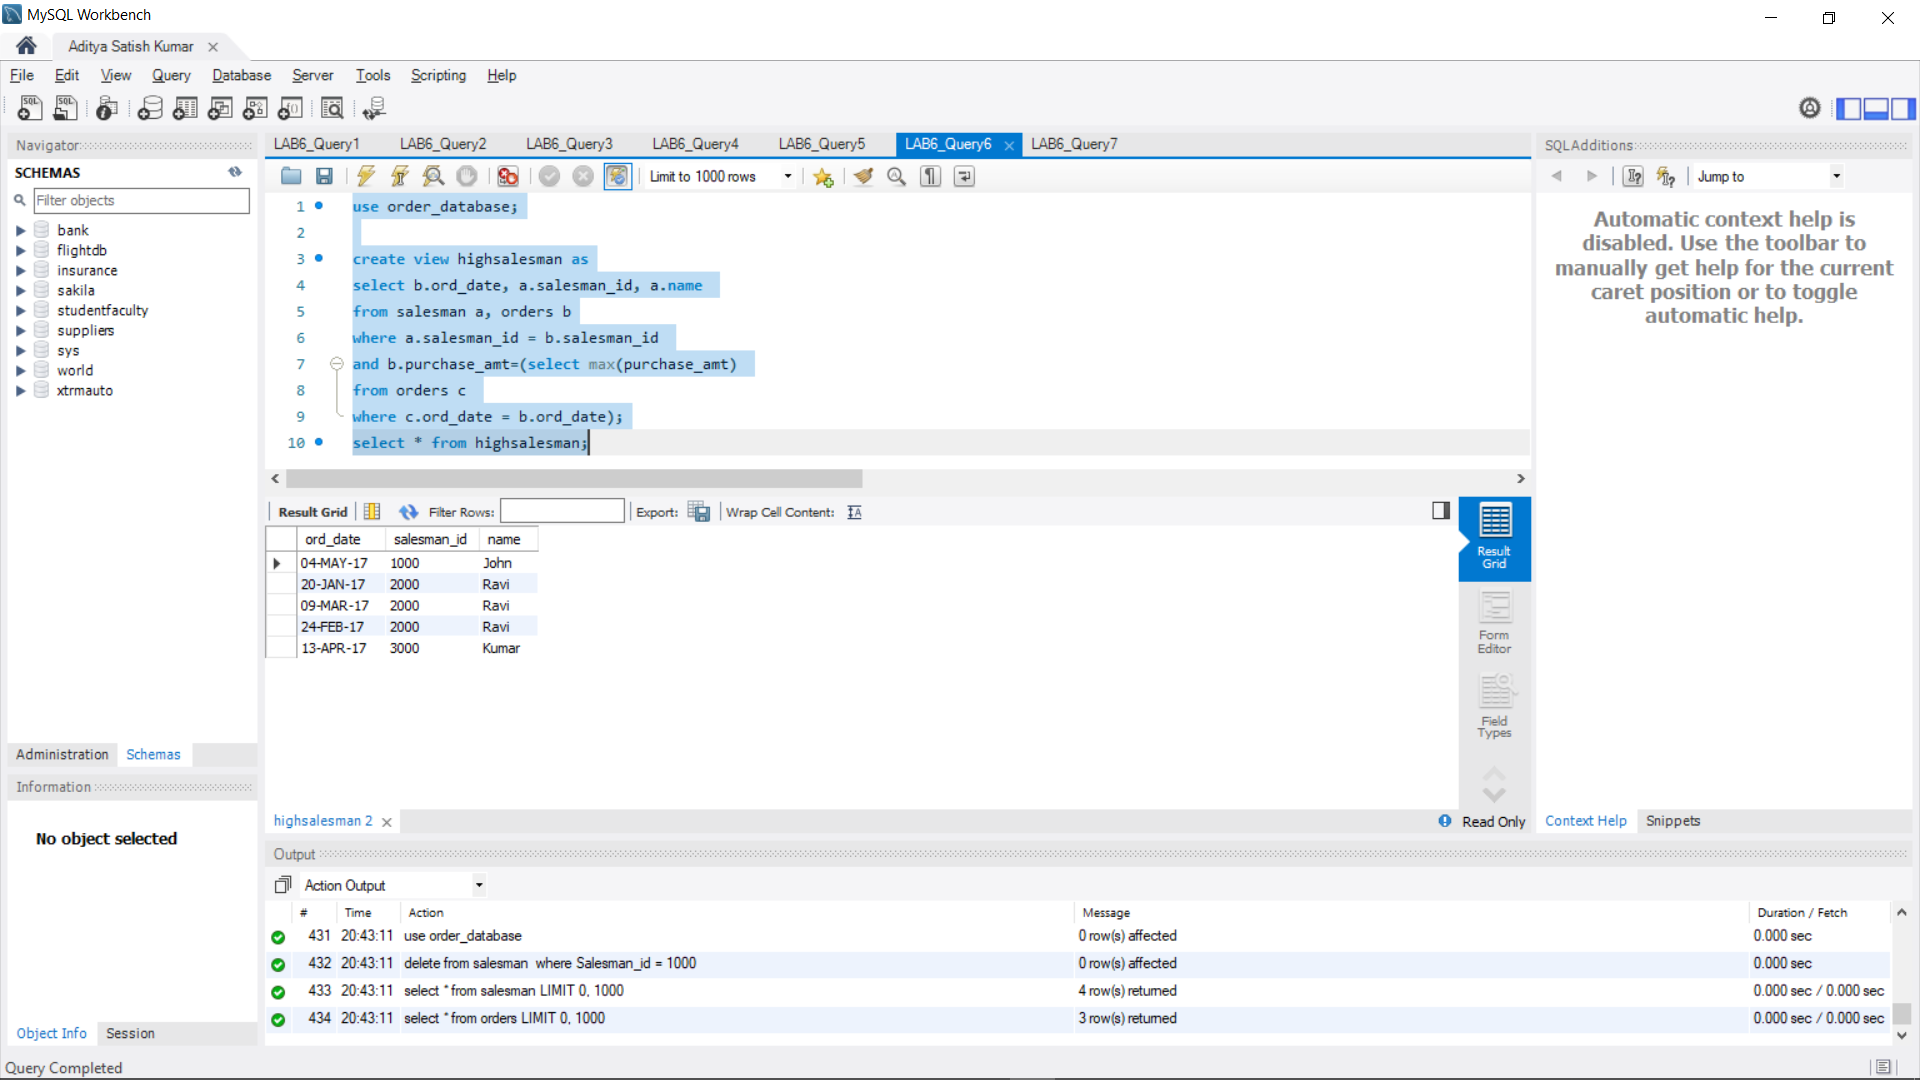 MySQL Workbench
Aditya Satish Kumar
File Edit View Query Database Server Tools Scripting Help
Navigator
SCHEMAS
Filter objects
bank
flightdb
insurance
sakila
studentfaculty
suppliers
sys
world
xtrmauto
Administration Schemas
Information
No object selected
Object Info Session
LAB6_Query1 LAB6_Query2 LAB6_Query3 LAB6_Query4 LAB6_Query5 LAB6_Query6 LAB6_Query7
Limit to 1000 rows
1 use order_database;
2
3 create view highsalesman as
4 select b.ord_date, a.salesman_id, a.name
5 from salesman a, orders b
6 where a.salesman_id = b.salesman_id
7 and b.purchase_amt=(select max(purchase_amt)
8 from orders c
9 where c.ord_date = b.ord_date);
10 select * from highsalesman;
Result Grid Filter Rows: Export: Wrap Cell Content:
ord_date salesman_id name
04-MAY-17 1000 John
20-JAN-17 2000 Ravi
09-MAR-17 2000 Ravi
24-FEB-17 2000 Ravi
13-APR-17 3000 Kumar
Result
Grid
Form
Editor
Field
Types
highsalesman 2
Read Only
SQLAdditions
Jump to
Automatic context help is
disabled. Use the toolbar to
manually get help for the current
caret position or to toggle
automatic help.
Context Help Snippets
Output
Action Output
# Time Action Message Duration / Fetch
431 20:43:11 use order_database 0 row(s) affected 0.000 sec
432 20:43:11 delete from salesman where Salesman_id = 1000 0 row(s) affected 0.000 sec
433 20:43:11 select * from salesman LIMIT 0, 1000 4 row(s) returned 0.000 sec / 0.000 sec
434 20:43:11 select * from orders LIMIT 0, 1000 3 row(s) returned 0.000 sec / 0.000 sec
Query Completed